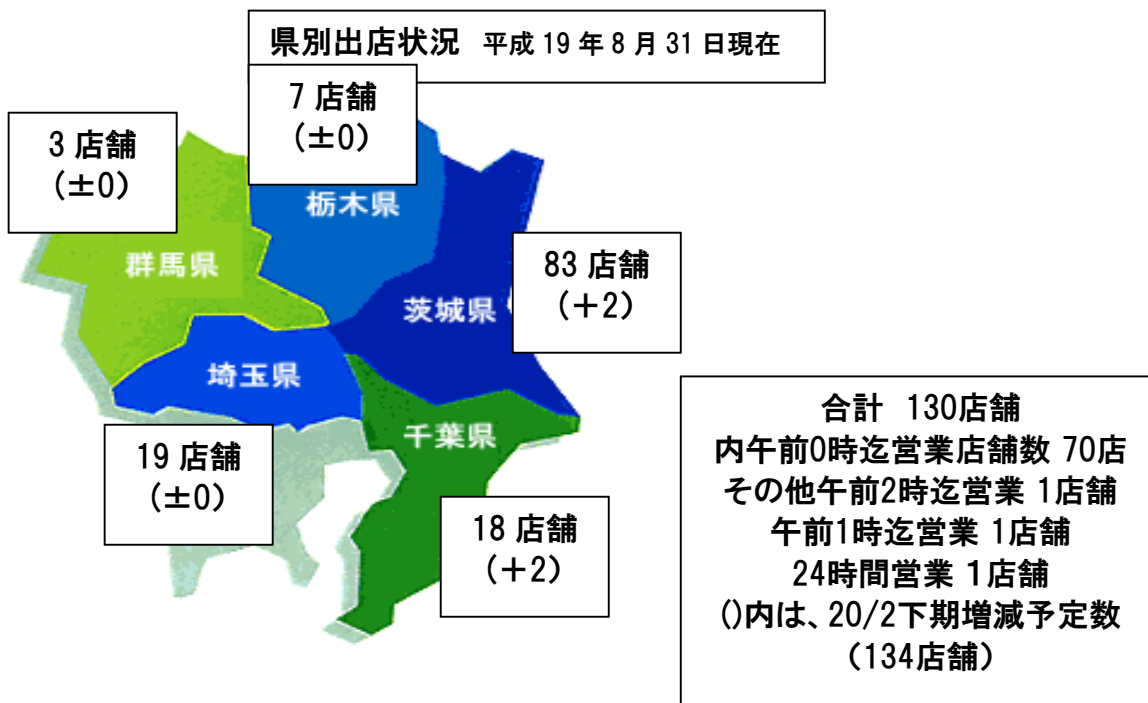 県別出店状況 平成19年8月31日現在
7店舗
(±0)
3店舗
(±0)
栃木県
群馬県
83店舗
(+2)
茨城県
埼玉県
合計 130店舗
内午前0時迄営業店舗数 70店
その他午前2時迄営業 1店舗
午前1時迄営業 1店舗
24時間営業 1店舗
()内は、20/2下期増減予定数
(134店舗)
千葉県
19店舗
(±0)
18店舗
(+2)